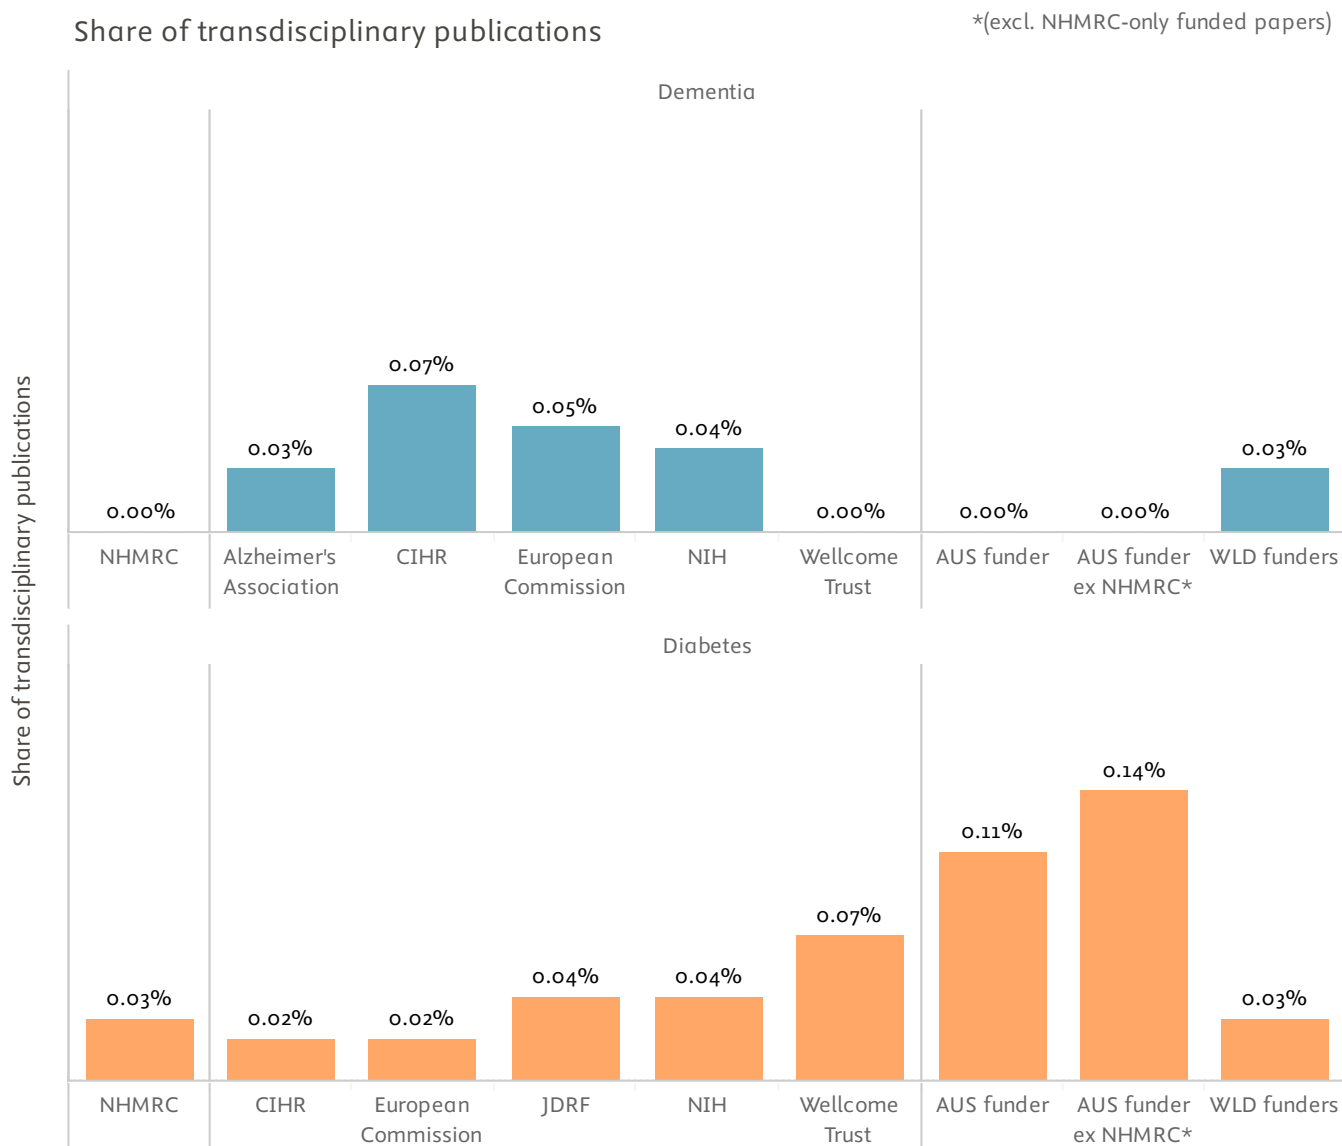 Share of transdisciplinary publications
*(excl. NHMRC-only funded papers)
Share of transdisciplinary publications
Dementia
0.00%
0.03%
0.07%
0.05%
0.04%
0.00%
0.00%
0.00%
0.03%
NHMRC
Alzheimer's
Association
CIHR
European
Commission
NIH
Wellcome
Trust
AUS funder
AUS funder
ex NHMRC*
WLD funders
Diabetes
0.03%
0.02%
0.02%
0.04%
0.04%
0.07%
0.11%
0.14%
0.03%
NHMRC
CIHR
European
Commission
JDRF
NIH
Wellcome
Trust
AUS funder
AUS funder
ex NHMRC*
WLD funders